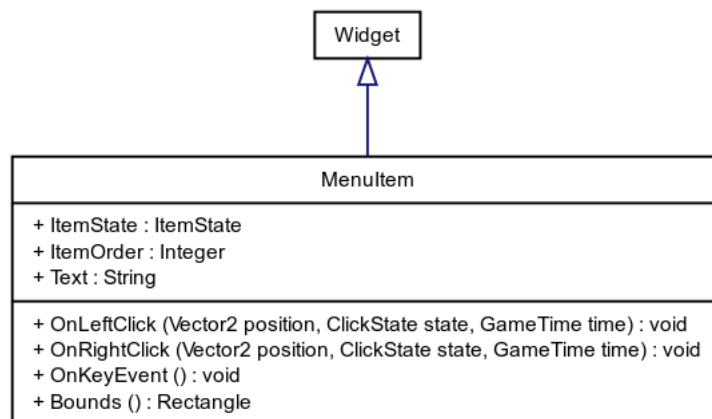 Widget
MenuItem
+ ItemState : ItemState
+ ItemOrder : Integer
+ Text : String
+ OnLeftClick (Vector2 position, ClickState state, GameTime time) : void
+ OnRightClick (Vector2 position, ClickState state, GameTime time) : void
+ OnKeyEvent () : void
+ Bounds () : Rectangle